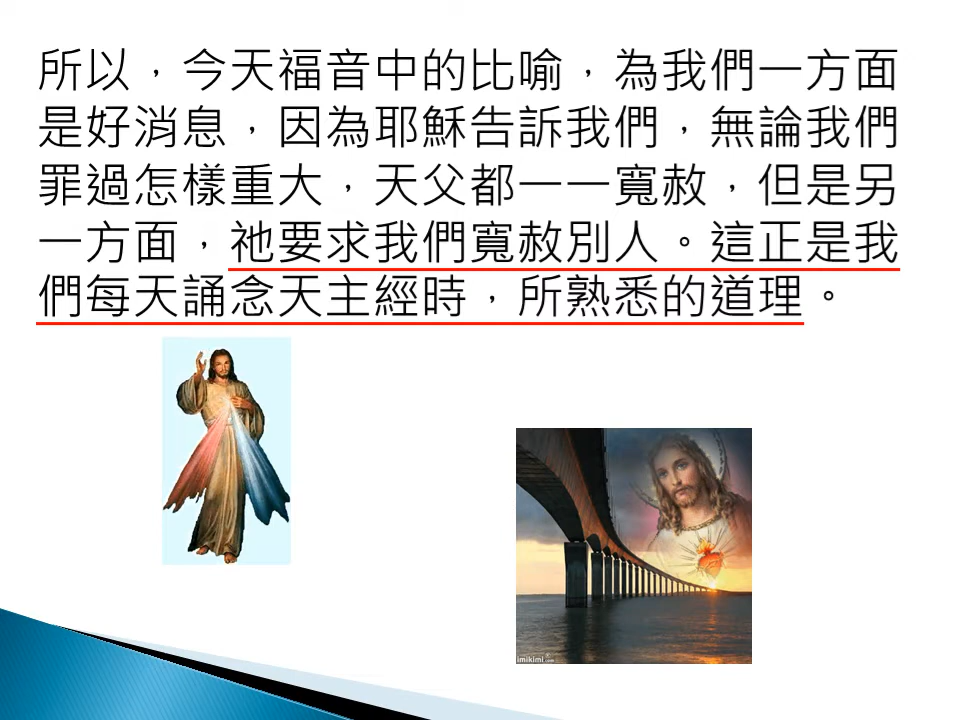 所以，今天福音中的比喻，為我們一方面
是好消息，因為耶穌告訴我們，無論我們
罪過怎樣重大，天父都一一寬赦，但是另
一方面，祂要求我們寬赦別人。這正是我
們每天誦念天主經時，所熟悉的道理。
imikimi